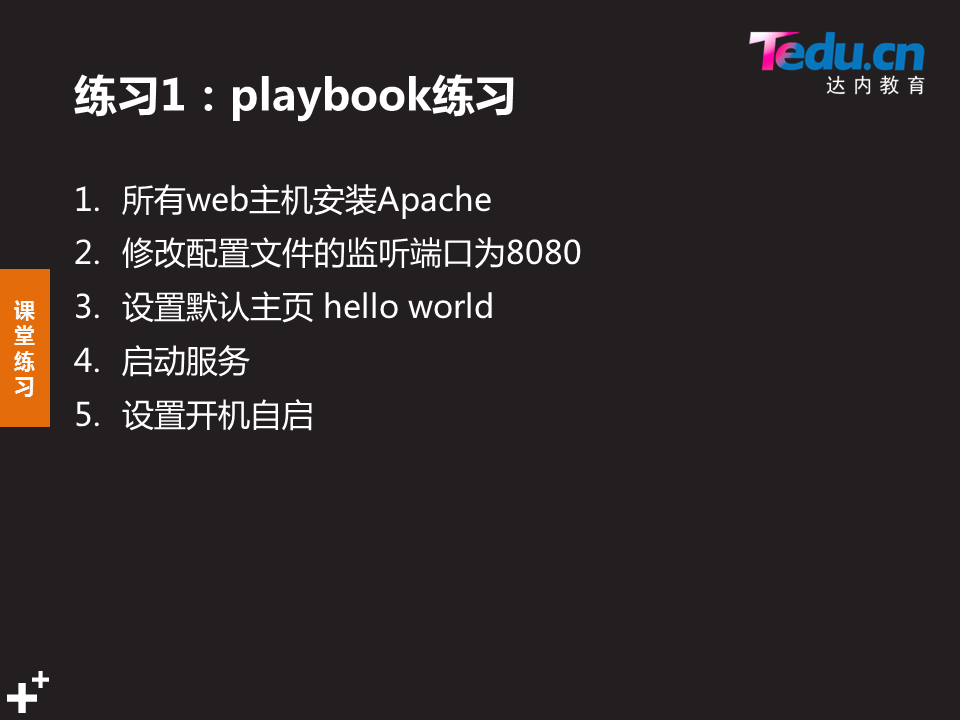 Tedu.cn
达内教育
练习1：playbook练习
1. 所有web主机安装Apache
2. 修改配置文件的监听端口为8080
3. 设置默认主页 hello world
4. 启动服务
5. 设置开机自启
课堂练习